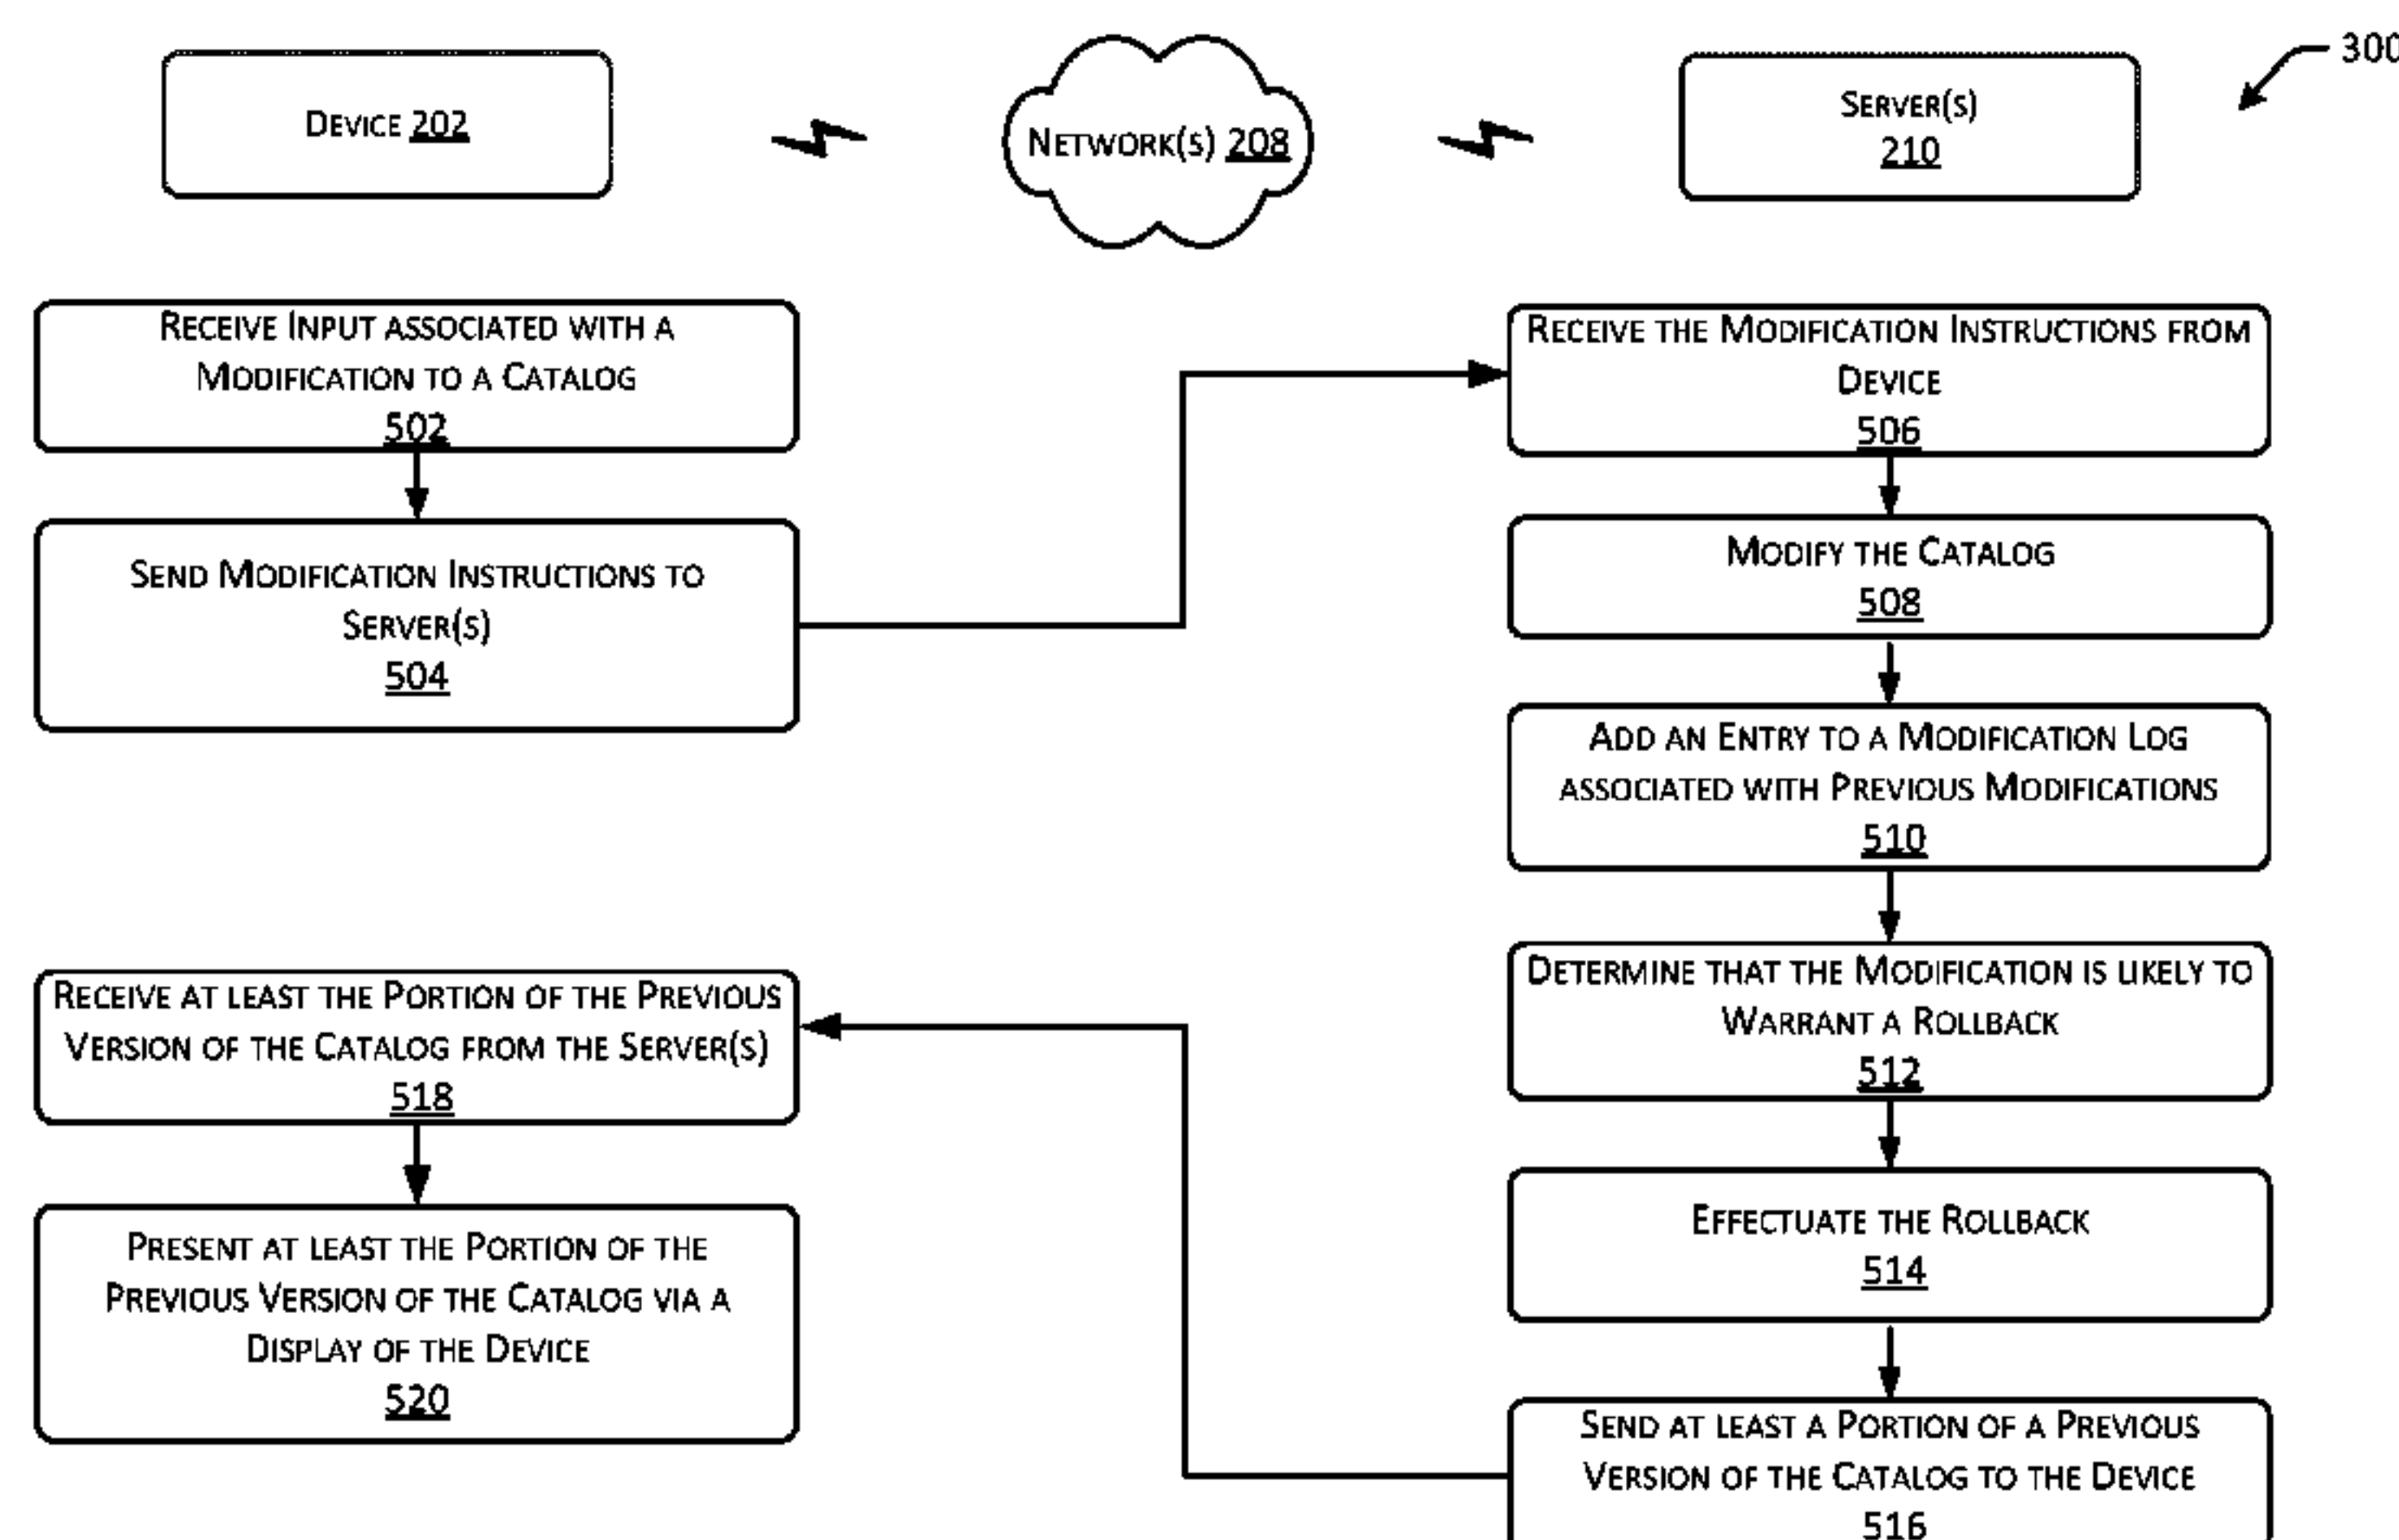 DEVICE 202
NETWORK(S) 208
SERVER(S)
210
300
RECEIVE INPUT ASSOCIATED WITH A
MODIFICATION TO A CATALOG
502
SEND MODIFICATION INSTRUCTIONS TO
SERVER(S)
504
RECEIVE THE MODIFICATION INSTRUCTIONS FROM
DEVICE
506
MODIFY THE CATALOG
508
ADD AN ENTRY TO A MODIFICATION LOG
ASSOCIATED WITH PREVIOUS MODIFICATIONS
510
DETERMINE THAT THE MODIFICATION IS LIKELY TO
WARRANT A ROLLBACK
512
EFFECTUATE THE ROLLBACK
514
SEND AT LEAST A PORTION OF A PREVIOUS
VERSION OF THE CATALOG TO THE DEVICE
516
RECEIVE AT LEAST THE PORTION OF THE PREVIOUS
VERSION OF THE CATALOG FROM THE SERVER(S)
518
PRESENT AT LEAST THE PORTION OF THE
PREVIOUS VERSION OF THE CATALOG VIA A
DISPLAY OF THE DEVICE
520